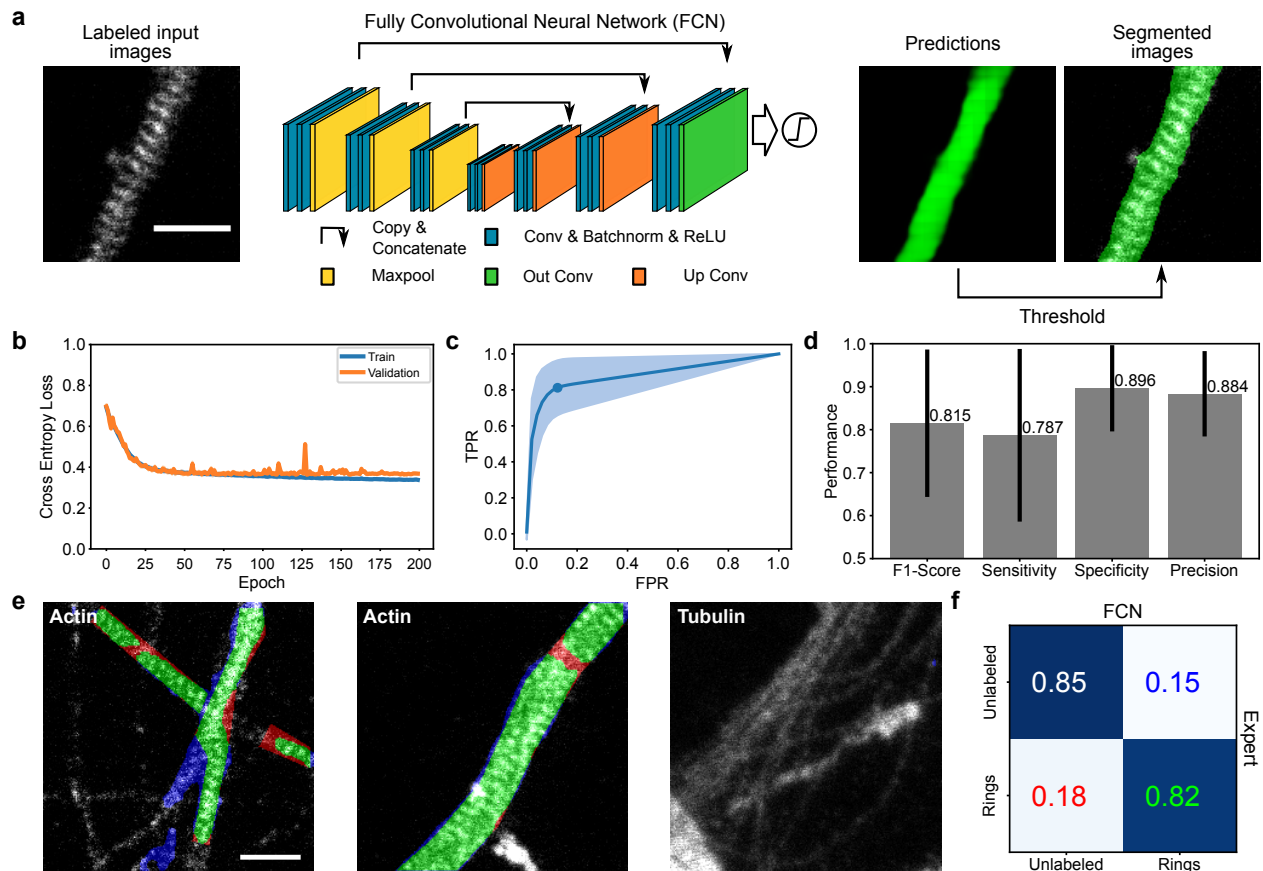 a
Fully Convolutional Neural Network (FCN)
Labeled input
images
Predictions
Segmented
images
Copy &
Concatenate
Conv & Batchnorm & ReLU
Maxpool
Out Conv
Up Conv
Threshold
b
Cross Entropy Loss
1.0
0.8
0.6
0.4
0.2
0.0
Train
Validation
0 25 50 75 100 125 150 175 200
Epoch
c
TPR
1.0
0.8
0.6
0.4
0.2
0.0
0.0 0.2 0.4 0.6 0.8 1.0
FPR
d
Performance
1.0
0.9
0.8
0.7
0.6
0.5
0.815
0.787
0.896
0.884
F1-Score Sensitivity Specificity Precision
e
Actin
Actin
Tubulin
f
FCN
Unlabeled
Rings
0.85 0.15
0.18 0.82
Expert
Unlabeled Rings